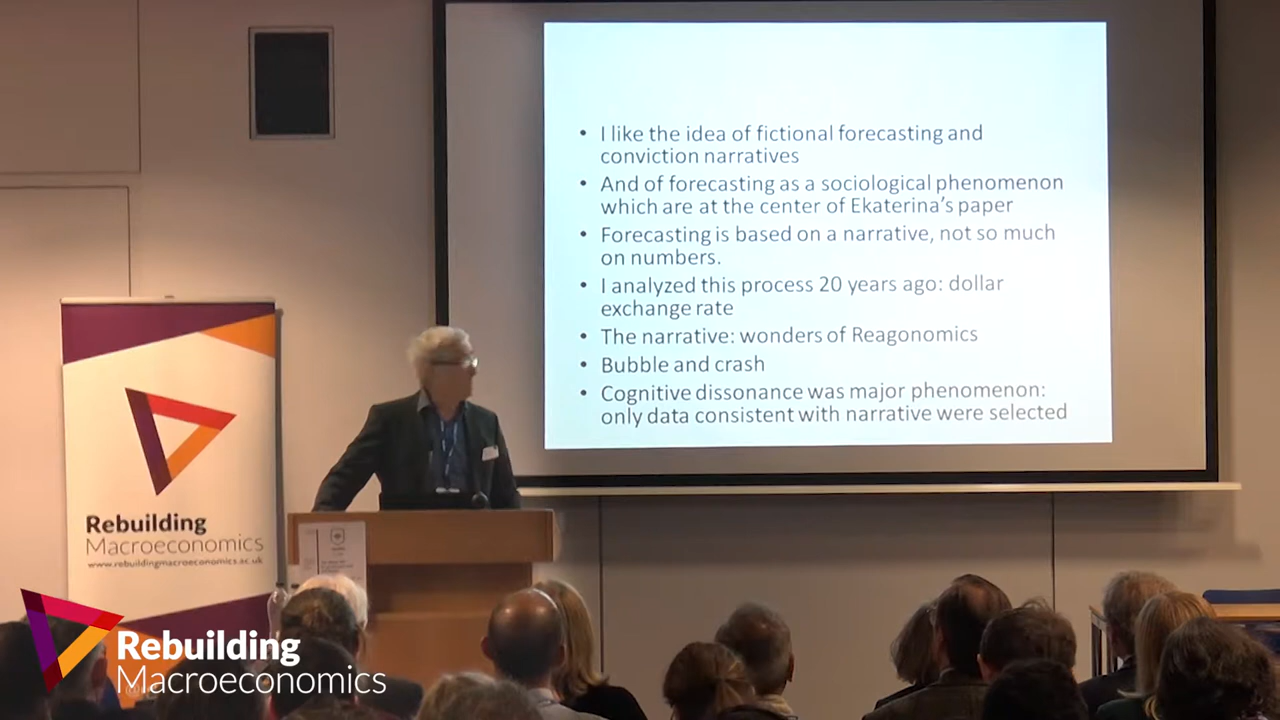 • I like the idea of fictional forecasting and
conviction narratives
• And of forecasting as a sociological phenomenon
which are at the center of Ekaterina's paper
• Forecasting is based on a narrative, not so much
on numbers.
• I analyzed this process 20 years ago: dollar
exchange rate
• The narrative: wonders of Reagonomics
• Bubble and crash
• Cognitive dissonance was major phenomenon:
only data consistent with narrative were selected
Rebuilding
Macroeconomics
www.rebuildingmacroeconomics.ac.uk
Rebuilding
Macroeconomics